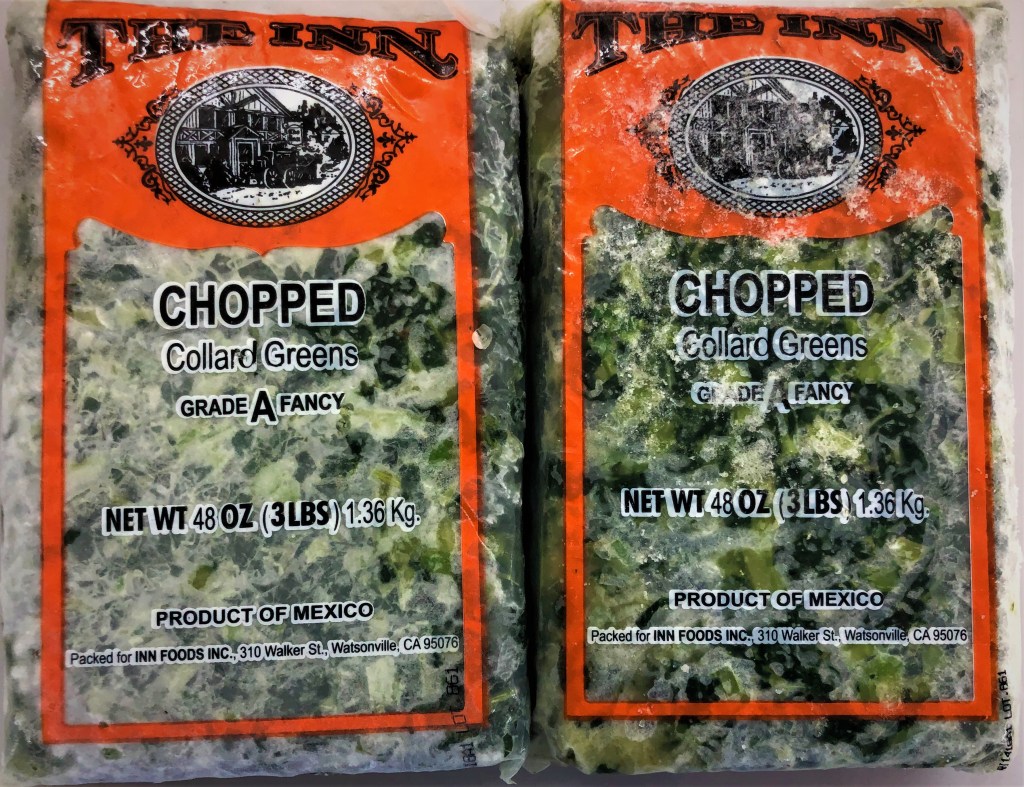 THE INN
CHOPPED
Collard Greens
GRADE A FANCY
NET WT 48 OZ (3 LBS) 1.36 Kg.
PRODUCT OF MEXICO
Packed for INN FOODS INC., 310 Walker St., Watsonville, CA 95076
LOT.
THE INN
CHOPPED
Collard Greens
GRADE A FANCY
NET WT 48 OZ (3 LBS) 1.36 Kg.
PRODUCT OF MEXICO
Packed for INN FOODS INC., 310 Walker St., Watsonville, CA 95076
LOT.